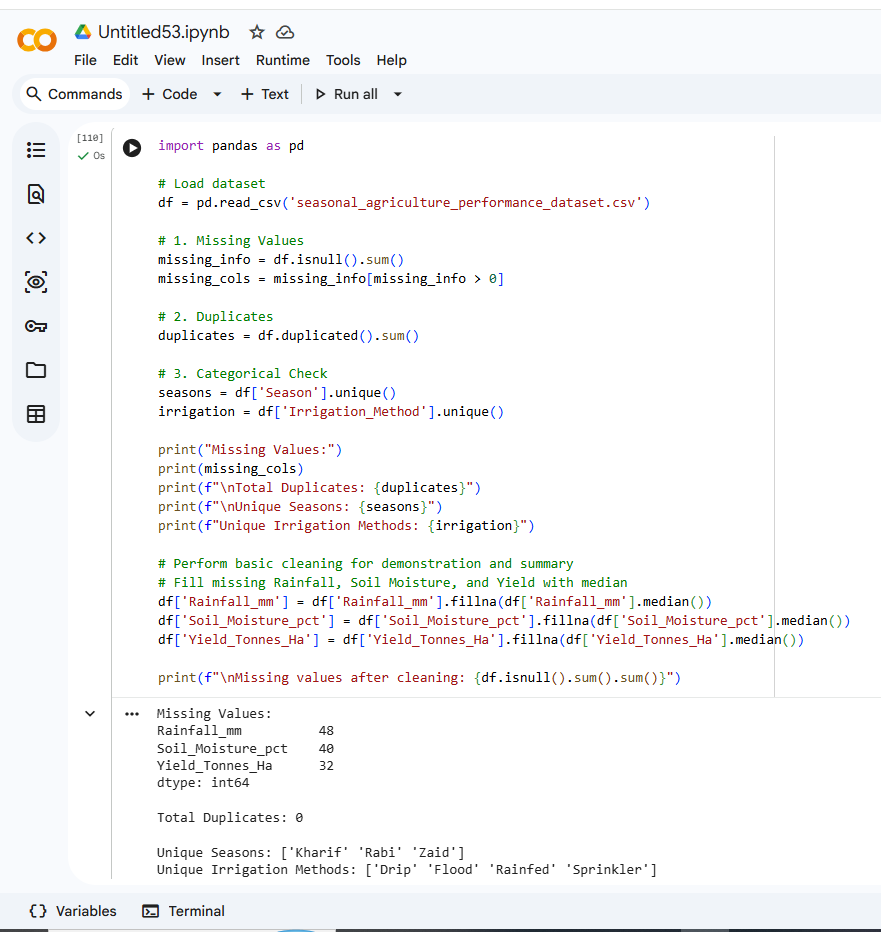 Untitled53.ipynb
File Edit View Insert Runtime Tools Help
Commands + Code + Text Run all
[110]
0s
import pandas as pd
# Load dataset
df = pd.read_csv('seasonal_agriculture_performance_dataset.csv')
# 1. Missing Values
missing_info = df.isnull().sum()
missing_cols = missing_info[missing_info > 0]
# 2. Duplicates
duplicates = df.duplicated().sum()
# 3. Categorical Check
seasons = df['Season'].unique()
irrigation = df['Irrigation_Method'].unique()
print("Missing Values:")
print(missing_cols)
print(f"\nTotal Duplicates: {duplicates}")
print(f"\nUnique Seasons: {seasons}")
print(f"Unique Irrigation Methods: {irrigation}")
# Perform basic cleaning for demonstration and summary
# Fill missing Rainfall, Soil Moisture, and Yield with median
df['Rainfall_mm'] = df['Rainfall_mm'].fillna(df['Rainfall_mm'].median())
df['Soil_Moisture_pct'] = df['Soil_Moisture_pct'].fillna(df['Soil_Moisture_pct'].median())
df['Yield_Tonnes_Ha'] = df['Yield_Tonnes_Ha'].fillna(df['Yield_Tonnes_Ha'].median())
print(f"\nMissing values after cleaning: {df.isnull().sum().sum()}")
Missing Values:
Rainfall_mm 48
Soil_Moisture_pct 40
Yield_Tonnes_Ha 32
dtype: int64
Total Duplicates: 0
Unique Seasons: ['Kharif' 'Rabi' 'Zaid']
Unique Irrigation Methods: ['Drip' 'Flood' 'Rainfed' 'Sprinkler']
{} Variables Terminal